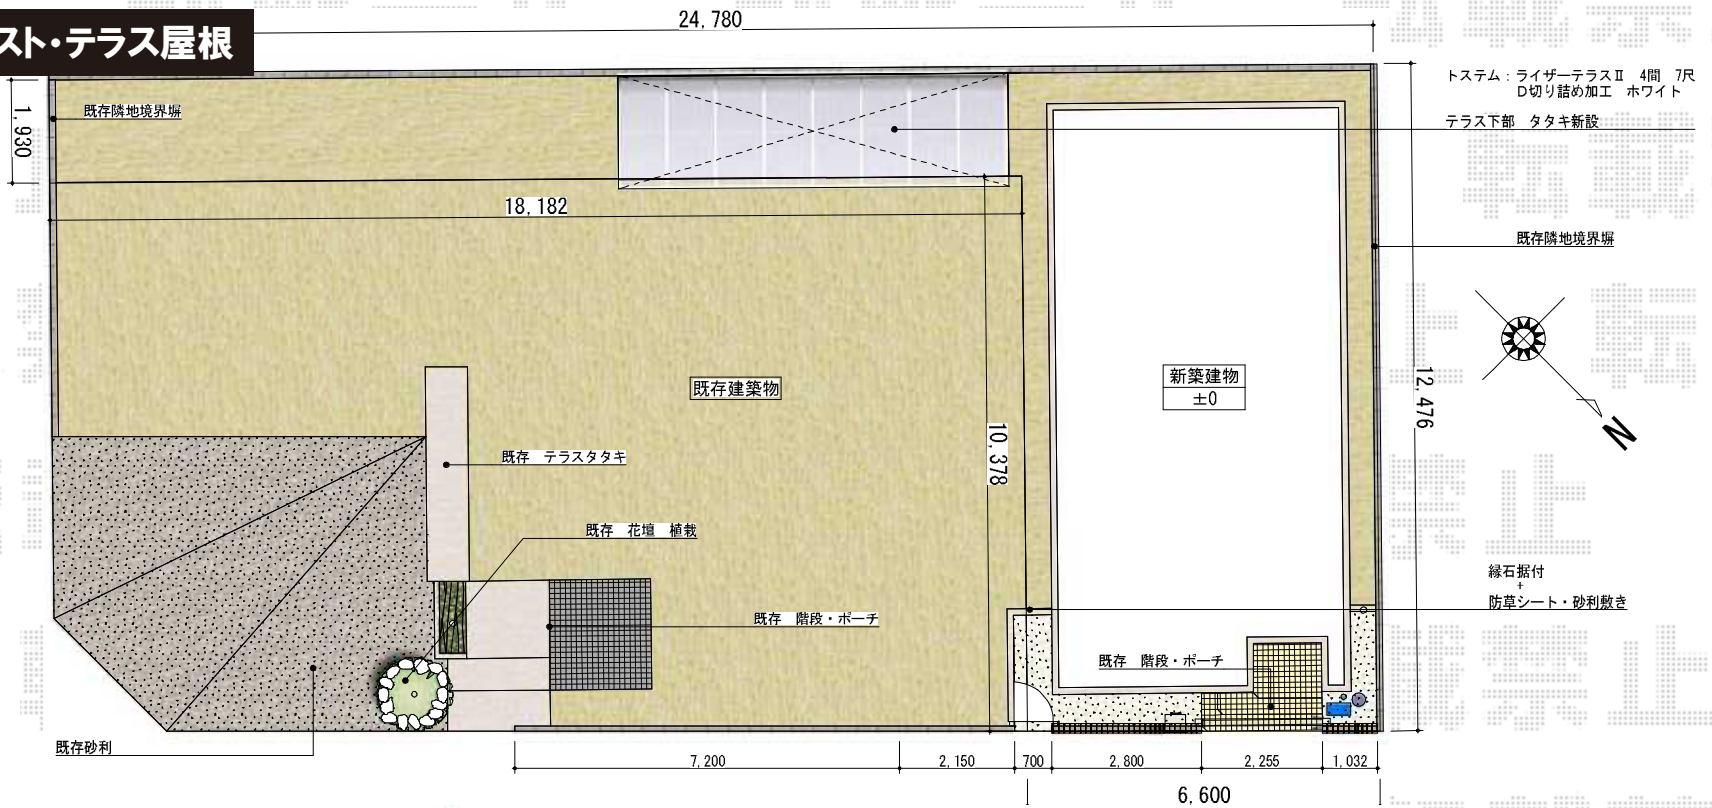 スト・テラス屋根
24,780
トステム：ライザーテラスⅡ　4間　7尺
D切り詰め加工　ホワイト
テラス下部　タタキ新設
既存隣地境界塀
1,930
18,182
既存隣地境界塀
12,476
N
既存建築物
新築建物
±0
10,378
既存　テラスタタキ
既存　花壇　植栽
既存　階段・ポーチ
縁石据付
+
防草シート・砂利敷き
既存　階段・ポーチ
既存砂利
7,200
2,150
700
2,800
2,255
1,032
6,600